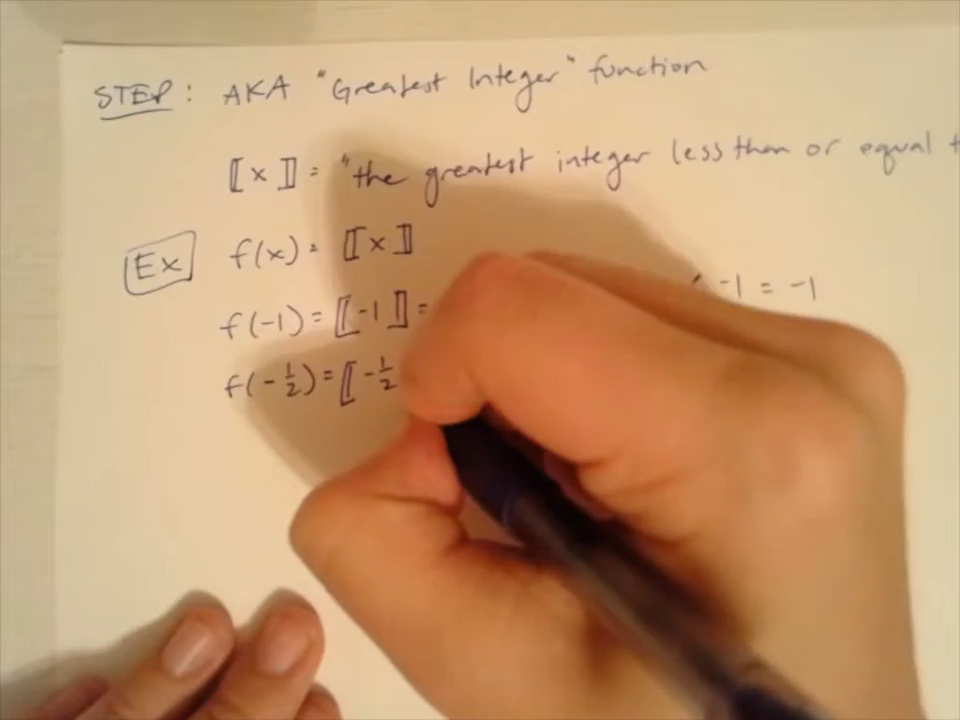 STEP: AKA "Greatest Integer" function
⟦x⟧ = "the greatest integer less than or equal
Ex f(x) = ⟦x⟧
f(-1) = ⟦-1⟧ = -1 = -1
f(-1/2) = ⟦-1/2